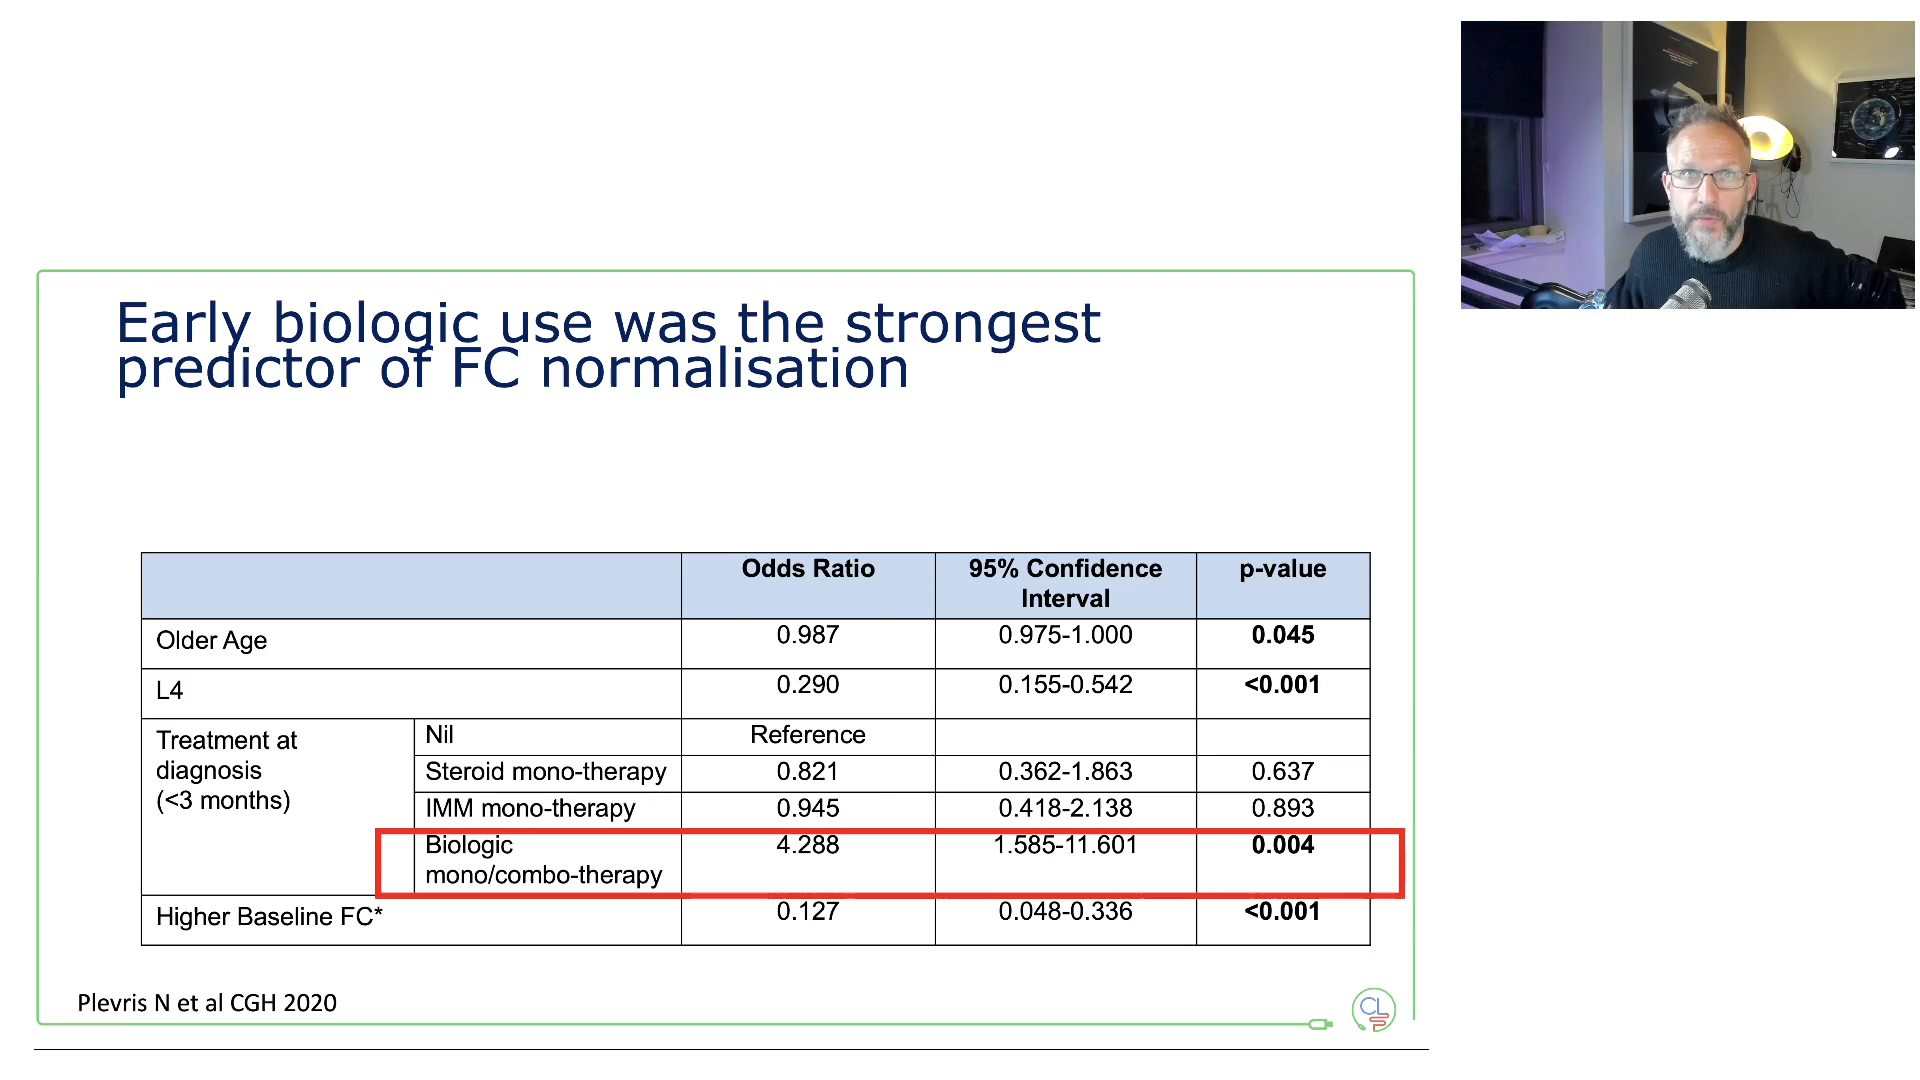 Early biologic use was the strongest
predictor of FC normalisation
Odds Ratio
95% Confidence
Interval
p-value
Older Age
0.987
0.975-1.000
0.045
L4
0.290
0.155-0.542
<0.001
Treatment at
diagnosis
(<3 months)
Nil
Reference
Steroid mono-therapy
0.821
0.362-1.863
0.637
IMM mono-therapy
0.945
0.418-2.138
0.893
Biologic
mono/combo-therapy
4.288
1.585-11.601
0.004
Higher Baseline FC*
0.127
0.048-0.336
<0.001
Plevris N et al CGH 2020
CL